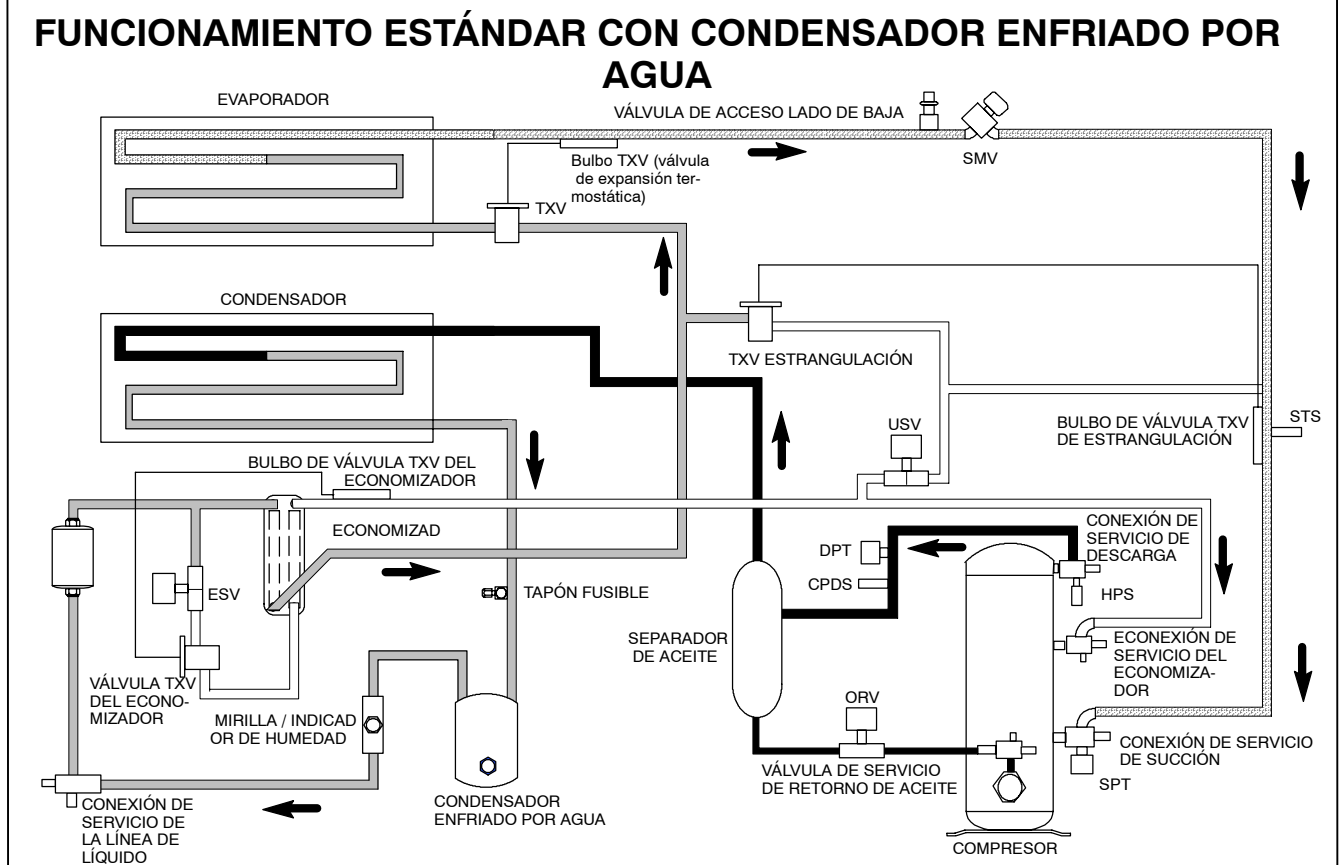 FUNCIONAMIENTO ESTÁNDAR CON CONDENSADOR ENFRIADO POR
AGUA
EVAPORADOR
VÁLVULA DE ACCESO LADO DE BAJA
SMV
Bulbo TXV (válvula
de expansión ter-
mostática)
TXV
CONDENSADOR
TXV ESTRANGULACIÓN
USV
BULBO DE VÁLVULA TXV
DE ESTRANGULACIÓN
STS
BULBO DE VÁLVULA TXV DEL
ECONOMIZADOR
ECONOMIZAD
CONEXIÓN DE
SERVICIO DE
DESCARGA
DPT
CPDS
HPS
ESV
TAPÓN FUSIBLE
SEPARADOR
DE ACEITE
ECONEXIÓN DE
SERVICIO DEL
ECONOMIZA-
DOR
VÁLVULA TXV
DEL ECONO-
MIZADOR
MIRILLA / INDICAD
OR DE HUMEDAD
ORV
VÁLVULA DE SERVICIO
DE RETORNO DE ACEITE
CONEXIÓN DE SERVICIO
DE SUCCIÓN
SPT
CONEXIÓN DE
SERVICIO DE
LA LÍNEA DE
LÍQUIDO
CONDENSADOR
ENFRIADO POR AGUA
COMPRESOR